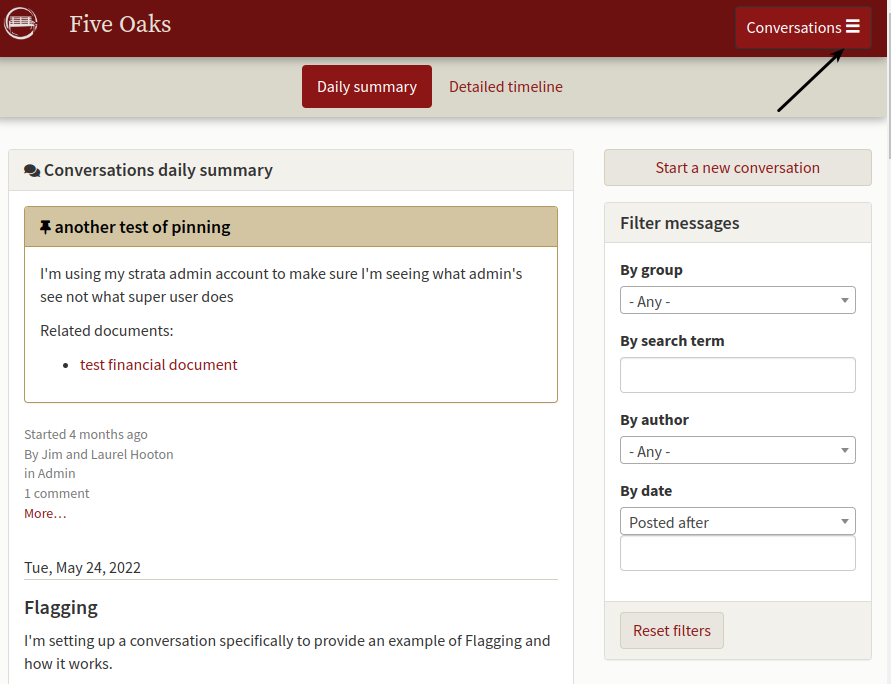 Five Oaks
Conversations
Daily summary
Detailed timeline
Conversations daily summary
another test of pinning
I'm using my strata admin account to make sure I'm seeing what admin's
see not what super user does
Related documents:
test financial document
Started 4 months ago
By Jim and Laurel Hooton
in Admin
1 comment
More…
Tue, May 24, 2022
Flagging
I'm setting up a conversation specifically to provide an example of Flagging and
how it works.
Start a new conversation
Filter messages
By group
- Any -
By search term
By author
- Any -
By date
Posted after
Reset filters